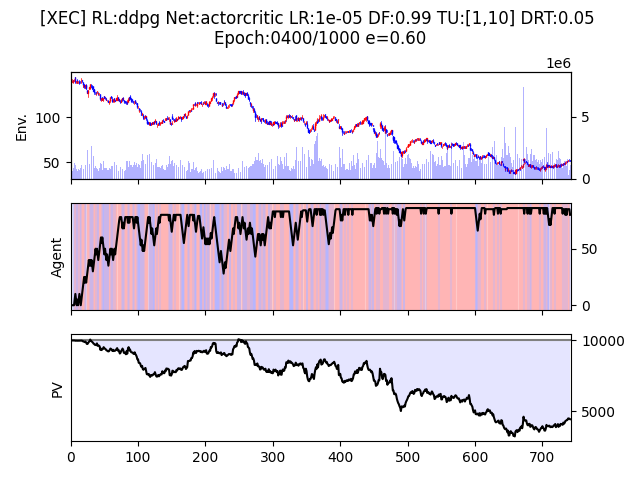 [XEC] RL:ddpg Net:actorcritic LR:1e-05 DF:0.99 TU:[1,10] DRT:0.05
Epoch:0400/1000 e=0.60
1e6
Env.
100
50
5
0
Agent
50
0
PV
10000
5000
0 100 200 300 400 500 600 700